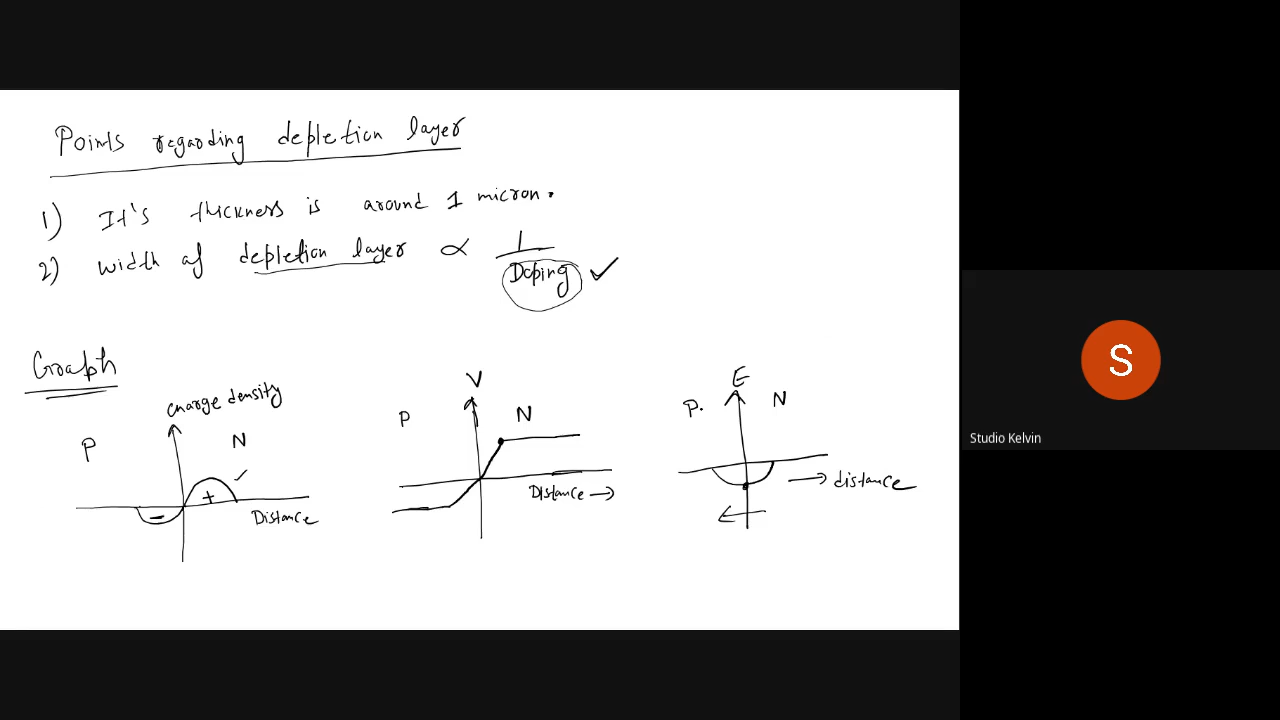 Points regarding depletion layer
1) It's thickness is around 1 micron.
2) width of depletion layer ∝ 1/Doping ✓
Graph
charge density
P
N
+
-
Distance
V
P
N
Distance →
E
P.
N
→ distance
←
S
Studio Kelvin